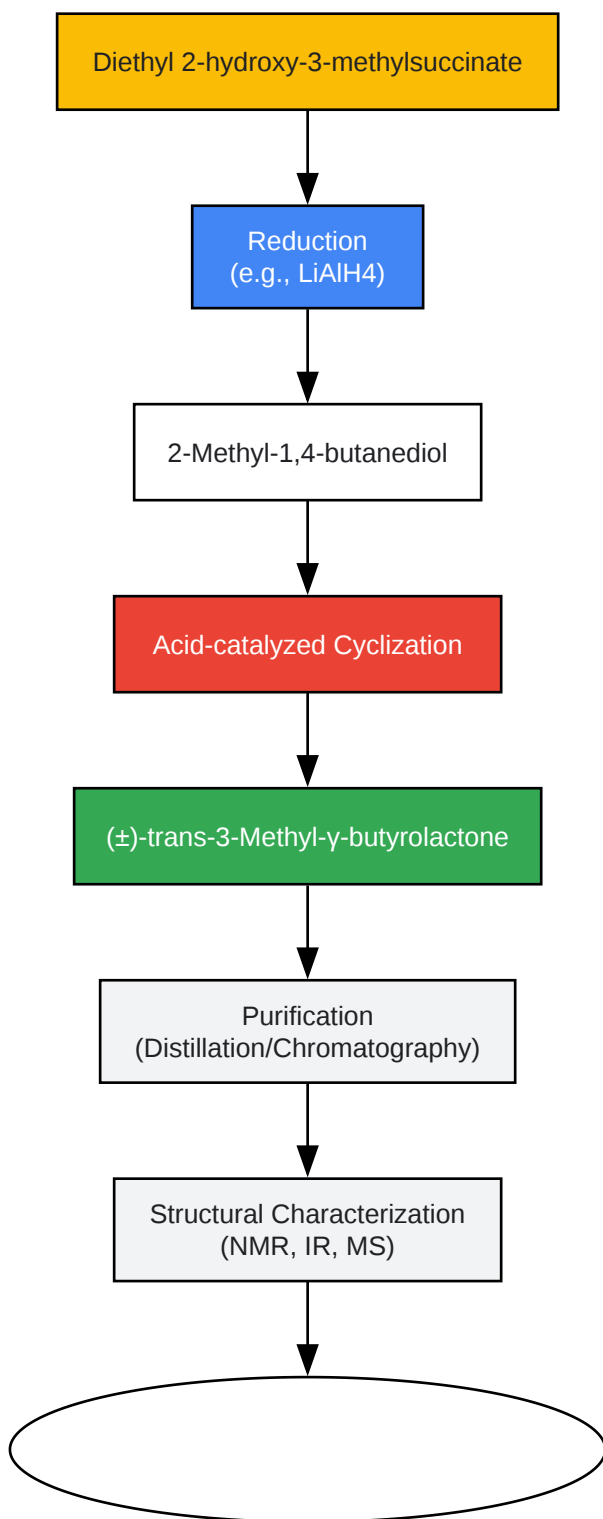 Diethyl 2-hydroxy-3-methylsuccinate
Reduction
(e.g., LiAlH4)
2-Methyl-1,4-butanediol
Acid-catalyzed Cyclization
(±)-trans-3-Methyl-γ-butyrolactone
Purification
(Distillation/Chromatography)
Structural Characterization
(NMR, IR, MS)